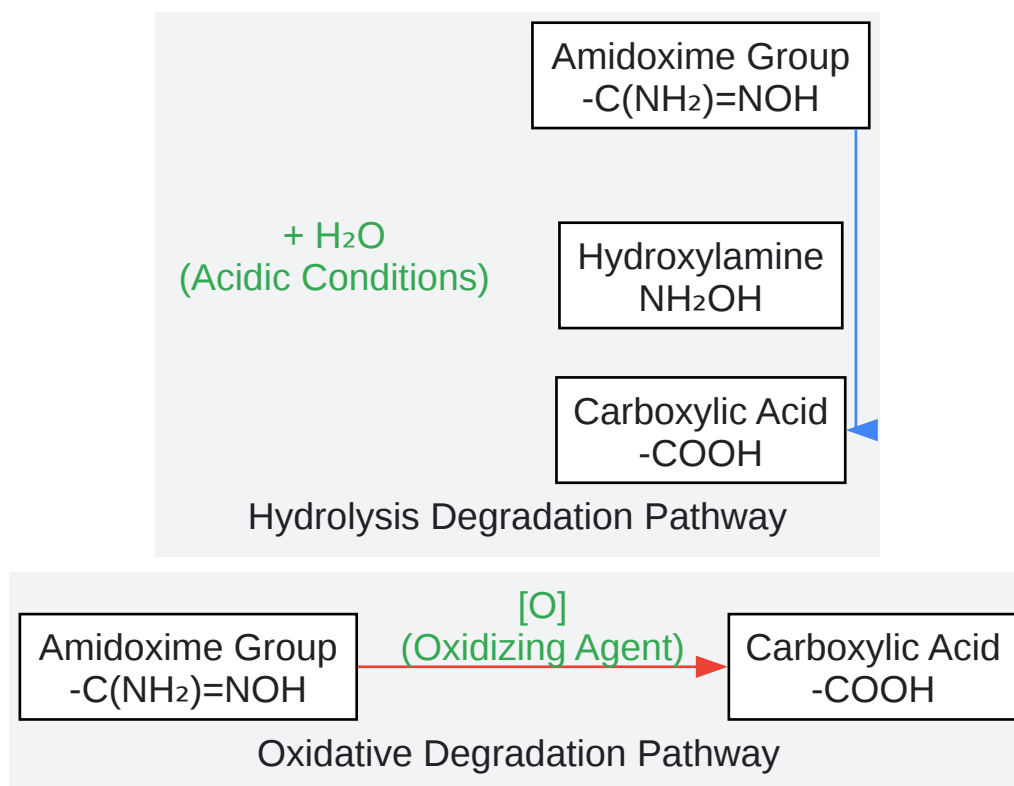 Amidoxime Group
-C(NH₂)=NOH
+ H₂O
(Acidic Conditions)
Hydroxylamine
NH₂OH
Carboxylic Acid
-COOH
Hydrolysis Degradation Pathway
[O]
(Oxidizing Agent)
Amidoxime Group
-C(NH₂)=NOH
Carboxylic Acid
-COOH
Oxidative Degradation Pathway